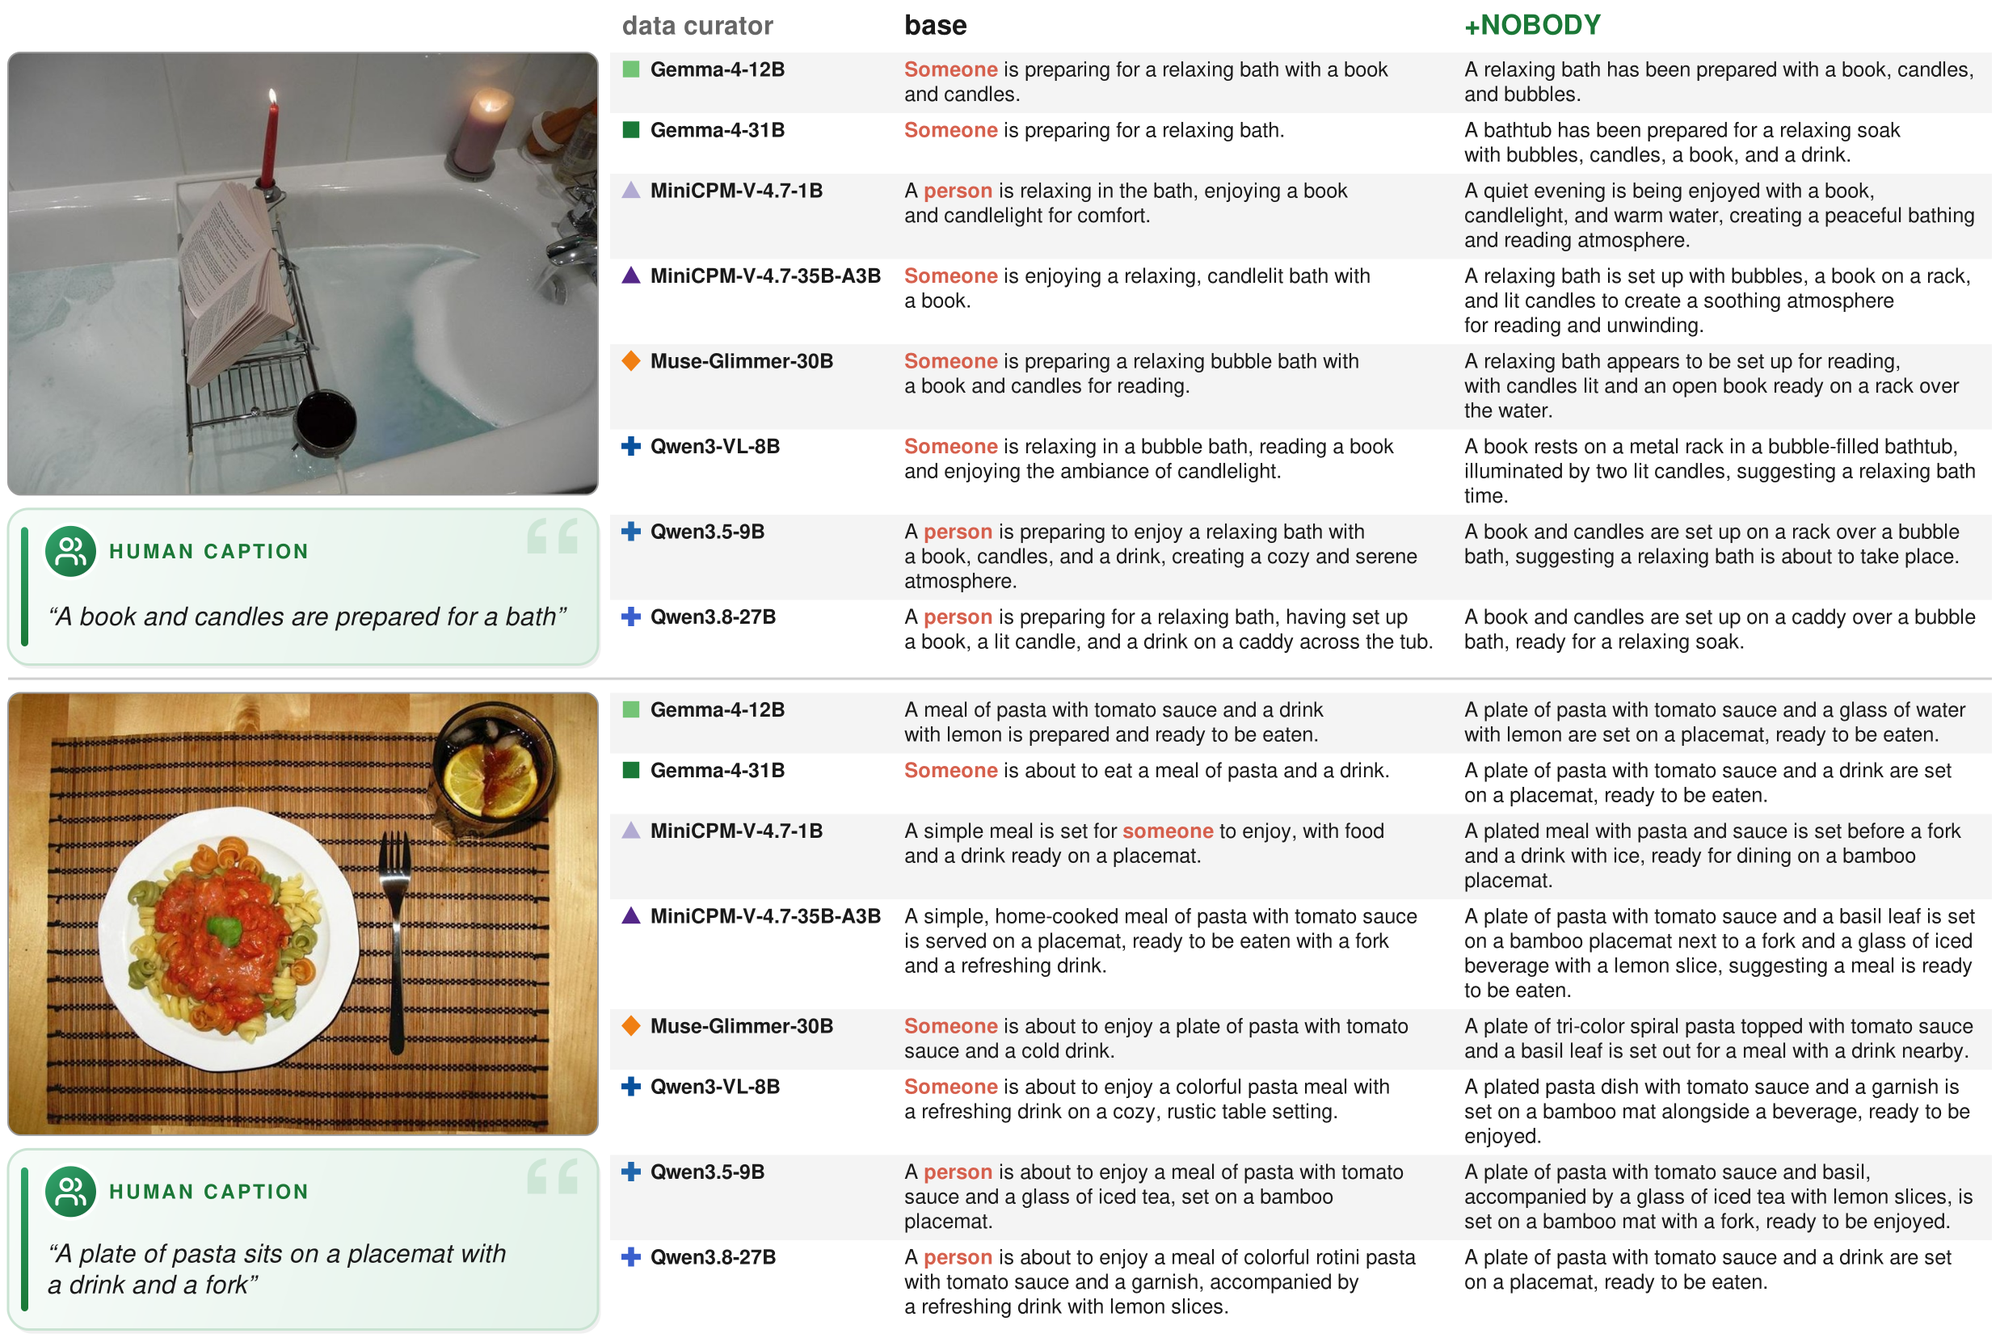 data curator base +NOBODY
Gemma-4-12B Someone is preparing for a relaxing bath with a book A relaxing bath has been prepared with a book, candles,
and candles. and bubbles.
Gemma-4-31B Someone is preparing for a relaxing bath. A bathtub has been prepared for a relaxing soak
with bubbles, candles, a book, and a drink.
MiniCPM-V-4.7-1B A person is relaxing in the bath, enjoying a book A quiet evening is being enjoyed with a book,
and candlelight for comfort. candlelight, and warm water, creating a peaceful bathing
and reading atmosphere.
MiniCPM-V-4.7-35B-A3B Someone is enjoying a relaxing, candlelit bath with A relaxing bath is set up with bubbles, a book on a rack,
a book. and lit candles to create a soothing atmosphere
for reading and unwinding.
Muse-Glimmer-30B Someone is preparing a relaxing bubble bath with A relaxing bath appears to be set up for reading,
a book and candles for reading. with candles lit and an open book ready on a rack over
the water.
Qwen3-VL-8B Someone is relaxing in a bubble bath, reading a book A book rests on a metal rack in a bubble-filled bathtub,
and enjoying the ambiance of candlelight. illuminated by two lit candles, suggesting a relaxing bath
time.
Qwen3.5-9B A person is preparing to enjoy a relaxing bath with A book and candles are set up on a rack over a bubble
a book, candles, and a drink, creating a cozy and serene bath, suggesting a relaxing bath is about to take place.
atmosphere.
Qwen3.8-27B A person is preparing for a relaxing bath, having set up A book and candles are set up on a caddy over a bubble
a book, a lit candle, and a drink on a caddy across the tub. bath, ready for a relaxing soak.
HUMAN CAPTION
“A book and candles are prepared for a bath”
Gemma-4-12B A meal of pasta with tomato sauce and a drink A plate of pasta with tomato sauce and a glass of water
with lemon is prepared and ready to be eaten. with lemon are set on a placemat, ready to be eaten.
Gemma-4-31B Someone is about to eat a meal of pasta and a drink. A plate of pasta with tomato sauce and a drink are set
on a placemat, ready to be eaten.
MiniCPM-V-4.7-1B A simple meal is set for someone to enjoy, with food A plated meal with pasta and sauce is set before a fork
and a drink ready on a placemat. and a drink with ice, ready for dining on a bamboo
placemat.
MiniCPM-V-4.7-35B-A3B A simple, home-cooked meal of pasta with tomato sauce A plate of pasta with tomato sauce and a basil leaf is set
is served on a placemat, ready to be eaten with a fork on a bamboo placemat next to a fork and a glass of iced
and a refreshing drink. beverage with a lemon slice, suggesting a meal is ready
to be eaten.
Muse-Glimmer-30B Someone is about to enjoy a plate of pasta with tomato A plate of tri-color spiral pasta topped with tomato sauce
sauce and a cold drink. and a basil leaf is set out for a meal with a drink nearby.
Qwen3-VL-8B Someone is about to enjoy a colorful pasta meal with A plated pasta dish with tomato sauce and a garnish is
a refreshing drink on a cozy, rustic table setting. set on a bamboo mat alongside a beverage, ready to be
enjoyed.
Qwen3.5-9B A person is about to enjoy a meal of pasta with tomato A plate of pasta with tomato sauce and basil,
sauce and a glass of iced tea, set on a bamboo accompanied by a glass of iced tea with lemon slices, is
placemat. set on a bamboo mat with a fork, ready to be enjoyed.
Qwen3.8-27B A person is about to enjoy a meal of colorful rotini pasta A plate of pasta with tomato sauce and a drink are set
with tomato sauce and a garnish, accompanied by on a placemat, ready to be eaten.
a refreshing drink with lemon slices.
HUMAN CAPTION
“A plate of pasta sits on a placemat with
a drink and a fork”